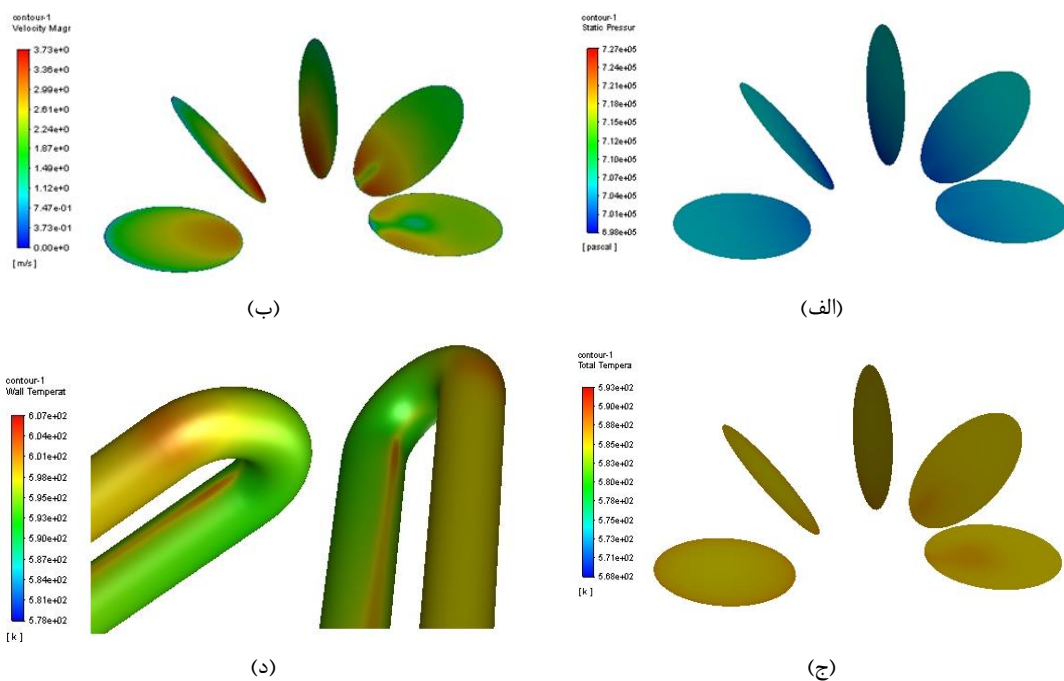 contour-1
Velocity Magr
3.73e+0
3.36e+0
2.99e+0
2.61e+0
2.24e+0
1.87e+0
1.49e+0
1.12e+0
7.47e-01
3.73e-01
0.00e+0
[ m/s ]
(ب)
contour-1
Static Pressur
7.27e+05
7.24e+05
7.21e+05
7.18e+05
7.15e+05
7.12e+05
7.10e+05
7.07e+05
7.04e+05
7.01e+05
6.98e+05
[ pascal ]
(الف)
contour-1
Wall Temperat
6.07e+02
6.04e+02
6.01e+02
5.98e+02
5.95e+02
5.93e+02
5.90e+02
5.87e+02
5.84e+02
5.81e+02
5.78e+02
[ k ]
(د)
contour-1
Total Tempera
5.93e+02
5.90e+02
5.88e+02
5.85e+02
5.83e+02
5.80e+02
5.78e+02
5.75e+02
5.73e+02
5.71e+02
5.68e+02
[ k ]
(ج)